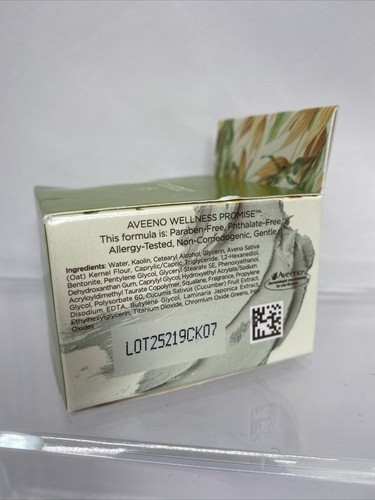 AVEENO WELLNESS PROMISE™:
This formula is: Paraben-Free, Phthalate-Free,
Allergy-Tested, Non-Comedogenic, Gentle
Ingredients: Water, Kaolin, Cetearyl Alcohol, Glycerin, Avena Sativa
(Oat) Kernel Flour, Caprylic/Capric Triglyceride, 1,2-Hexanediol,
Bentonite, Pentylene Glycol, Glyceryl Stearate SE, Phenoxyethanol,
Dehydroxanthan Gum, Caprylyl Glycol, Hydroxyethyl Acrylate/Sodium
Acryloyldimethyl Taurate Copolymer, Squalane, Fragrance, Propylene
Glycol, Polysorbate 60, Cucumis Sativus (Cucumber) Fruit Extract,
Disodium EDTA, Butylene Glycol, Laminaria Japonica Extract,
Ethylhexylglycerin, Titanium Dioxide, Chromium Oxide Greens,
Oxides
Aveeno
LOT25219CK07